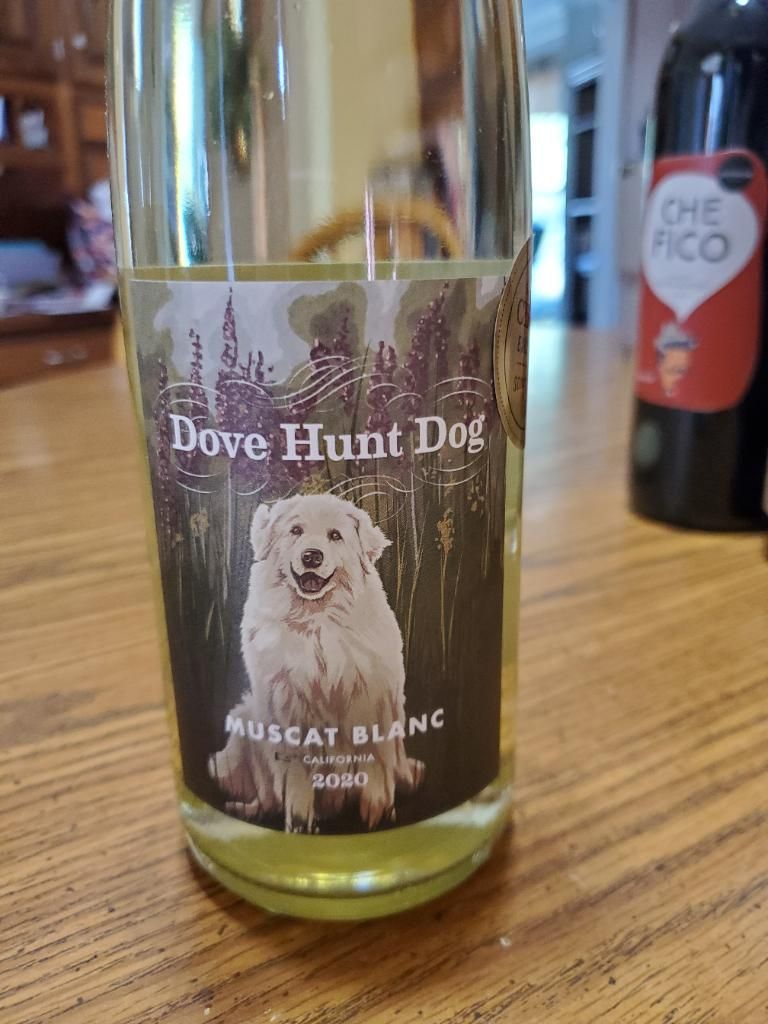 Dove Hunt Dog
MUSCAT BLANC
CALIFORNIA
2020
CHE
FICO